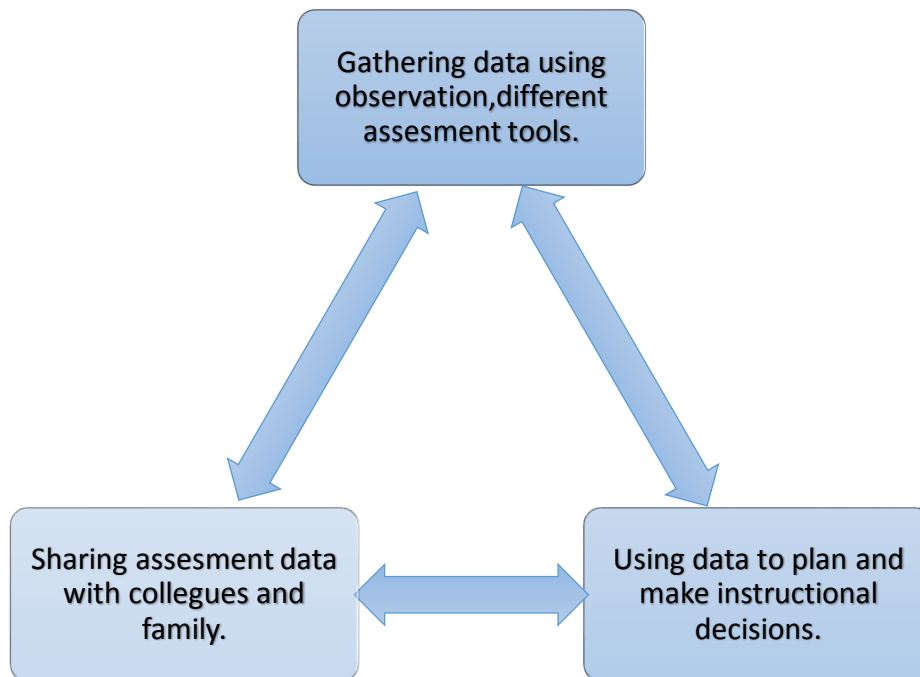 Gathering data using
observation,different
assesment tools.
Sharing assesment data
with collegues and
family.
Using data to plan and
make instructional
decisions.